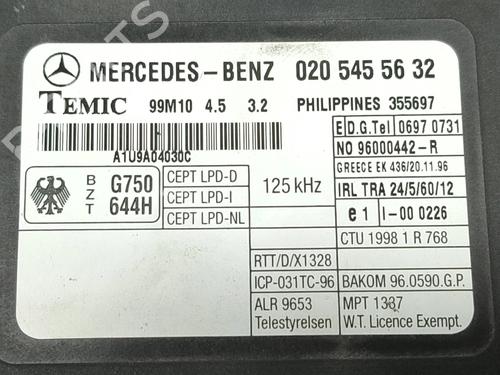 MERCEDES-BENZ 020 545 56 32
TEMIC 99M10 4.5 3.2 PHILIPPINES 355697
A1U9A04030C
E D.G.Tel 0697 0731
NO 96000442-R
GREECE EK 436/20.11.96
IRL TRA 24/5/60/12
e1 I-00 0226
CTU 1998 1 R 768
BZT G750 644H
CEPT LPD-D
CEPT LPD-I
CEPT LPD-NL
125 kHz
RTT/D/X1328
ICP-031TC-96 BAKOM 96.0590.G.P.
ALR 9653 MPT 1387
Telestyrelsen W.T. Licence Exempt.